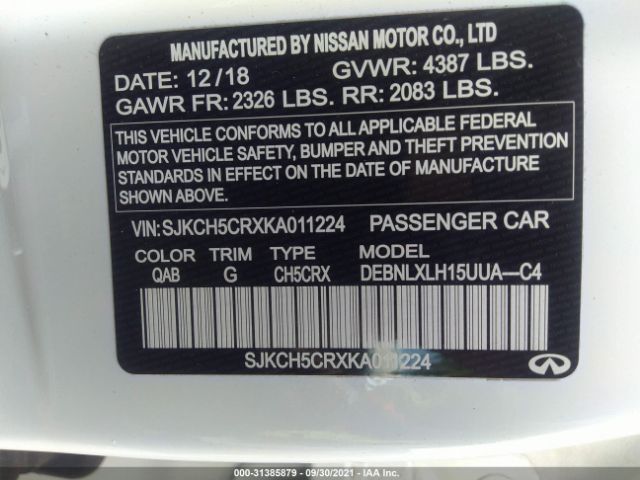 MANUFACTURED BY NISSAN MOTOR CO., LTD
DATE: 12/18 GVWR: 4387 LBS.
GAWR FR: 2326 LBS. RR: 2083 LBS.
THIS VEHICLE CONFORMS TO ALL APPLICABLE FEDERAL
MOTOR VEHICLE SAFETY, BUMPER AND THEFT PREVENTION
STANDARDS IN EFFECT ON THE DATE OF MANUFACTURE
SHOWN ABOVE.
VIN:SJKCH5CRXKA011224 PASSENGER CAR
COLOR TRIM TYPE MODEL
QAB G CH5CRX DEBNLXLH15UUA—C4
SJKCH5CRXKA011224
INFINITI
000-31385879 - 09/30/2021 - IAA Inc.